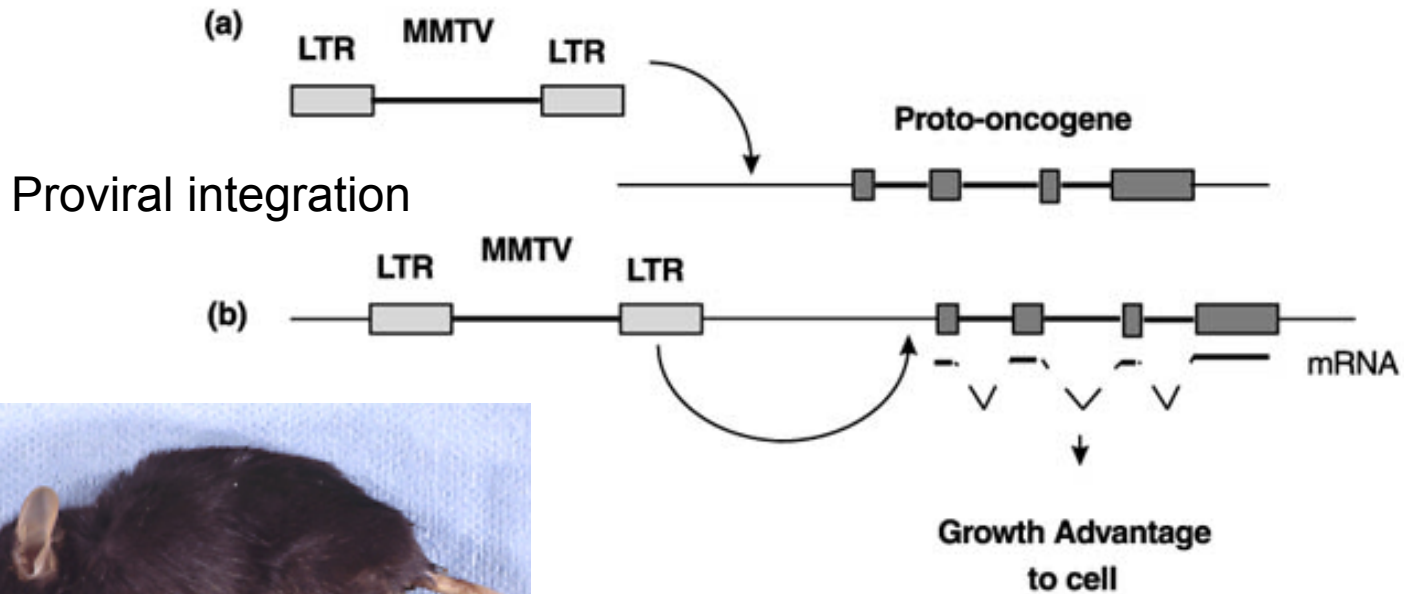 (a)
LTR MMTV LTR
Proto-oncogene
Proviral integration
LTR MMTV LTR
(b)
mRNA
Growth Advantage
to cell